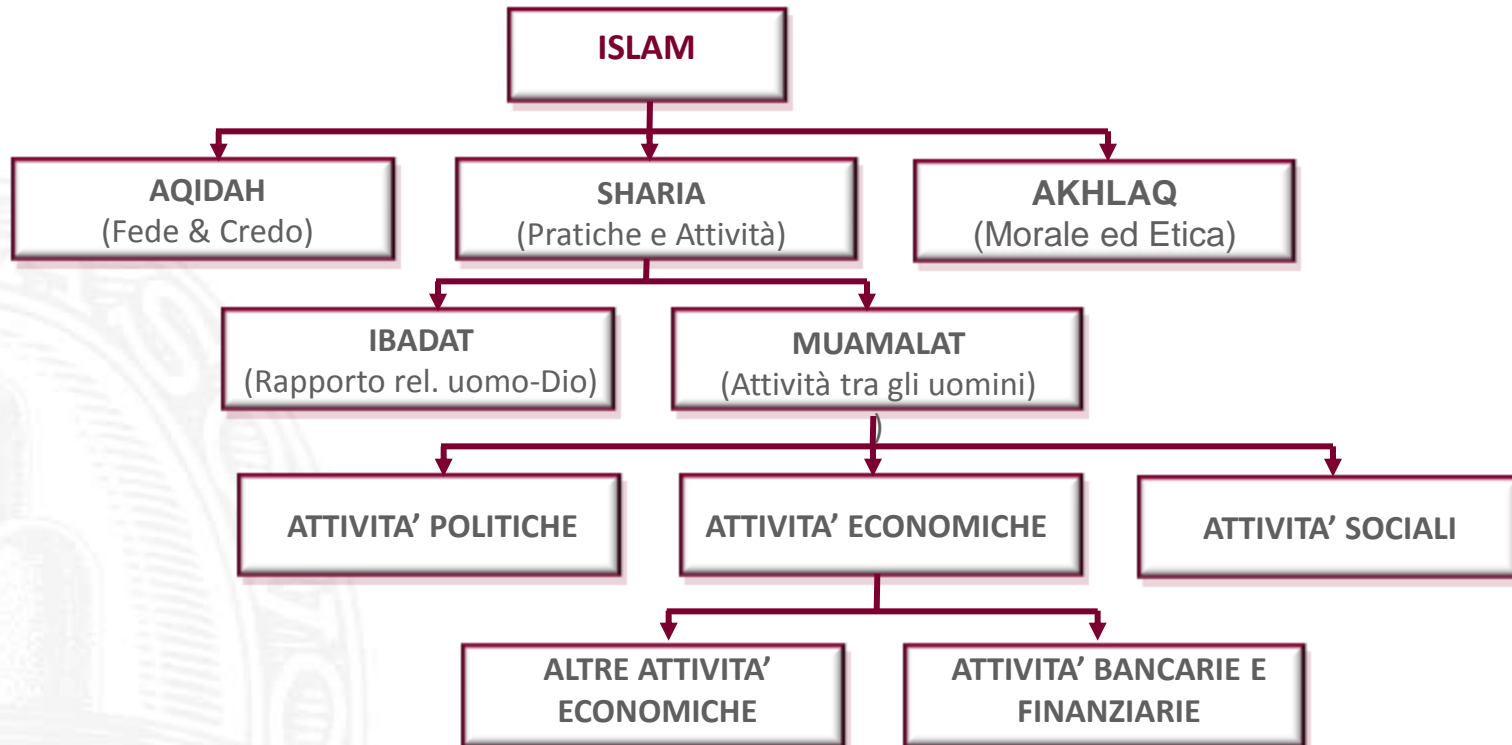 ISLAM
AQIDAH
(Fede & Credo)
SHARIA
(Pratiche e Attività)
AKHLAQ
(Morale ed Etica)
IBADAT
(Rapporto rel. uomo-Dio)
MUAMALAT
(Attività tra gli uomini)
)
ATTIVITA’ POLITICHE
ATTIVITA’ ECONOMICHE
ATTIVITA’ SOCIALI
ALTRE ATTIVITA’
ECONOMICHE
ATTIVITA’ BANCARIE E
FINANZIARIE